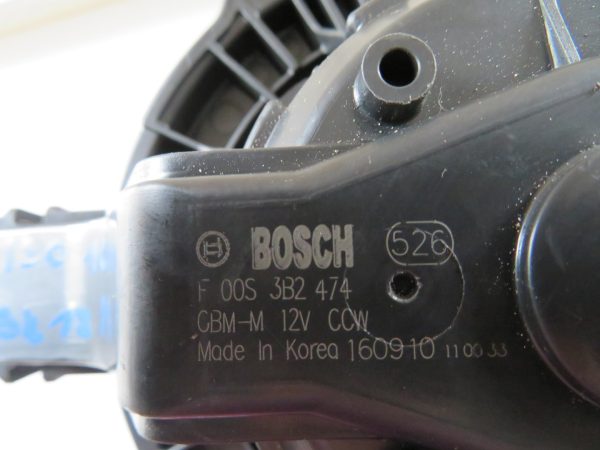 BOSCH 526
F 00S 3B2 474
CBM-M 12V CCW
Made In Korea 160910 110033